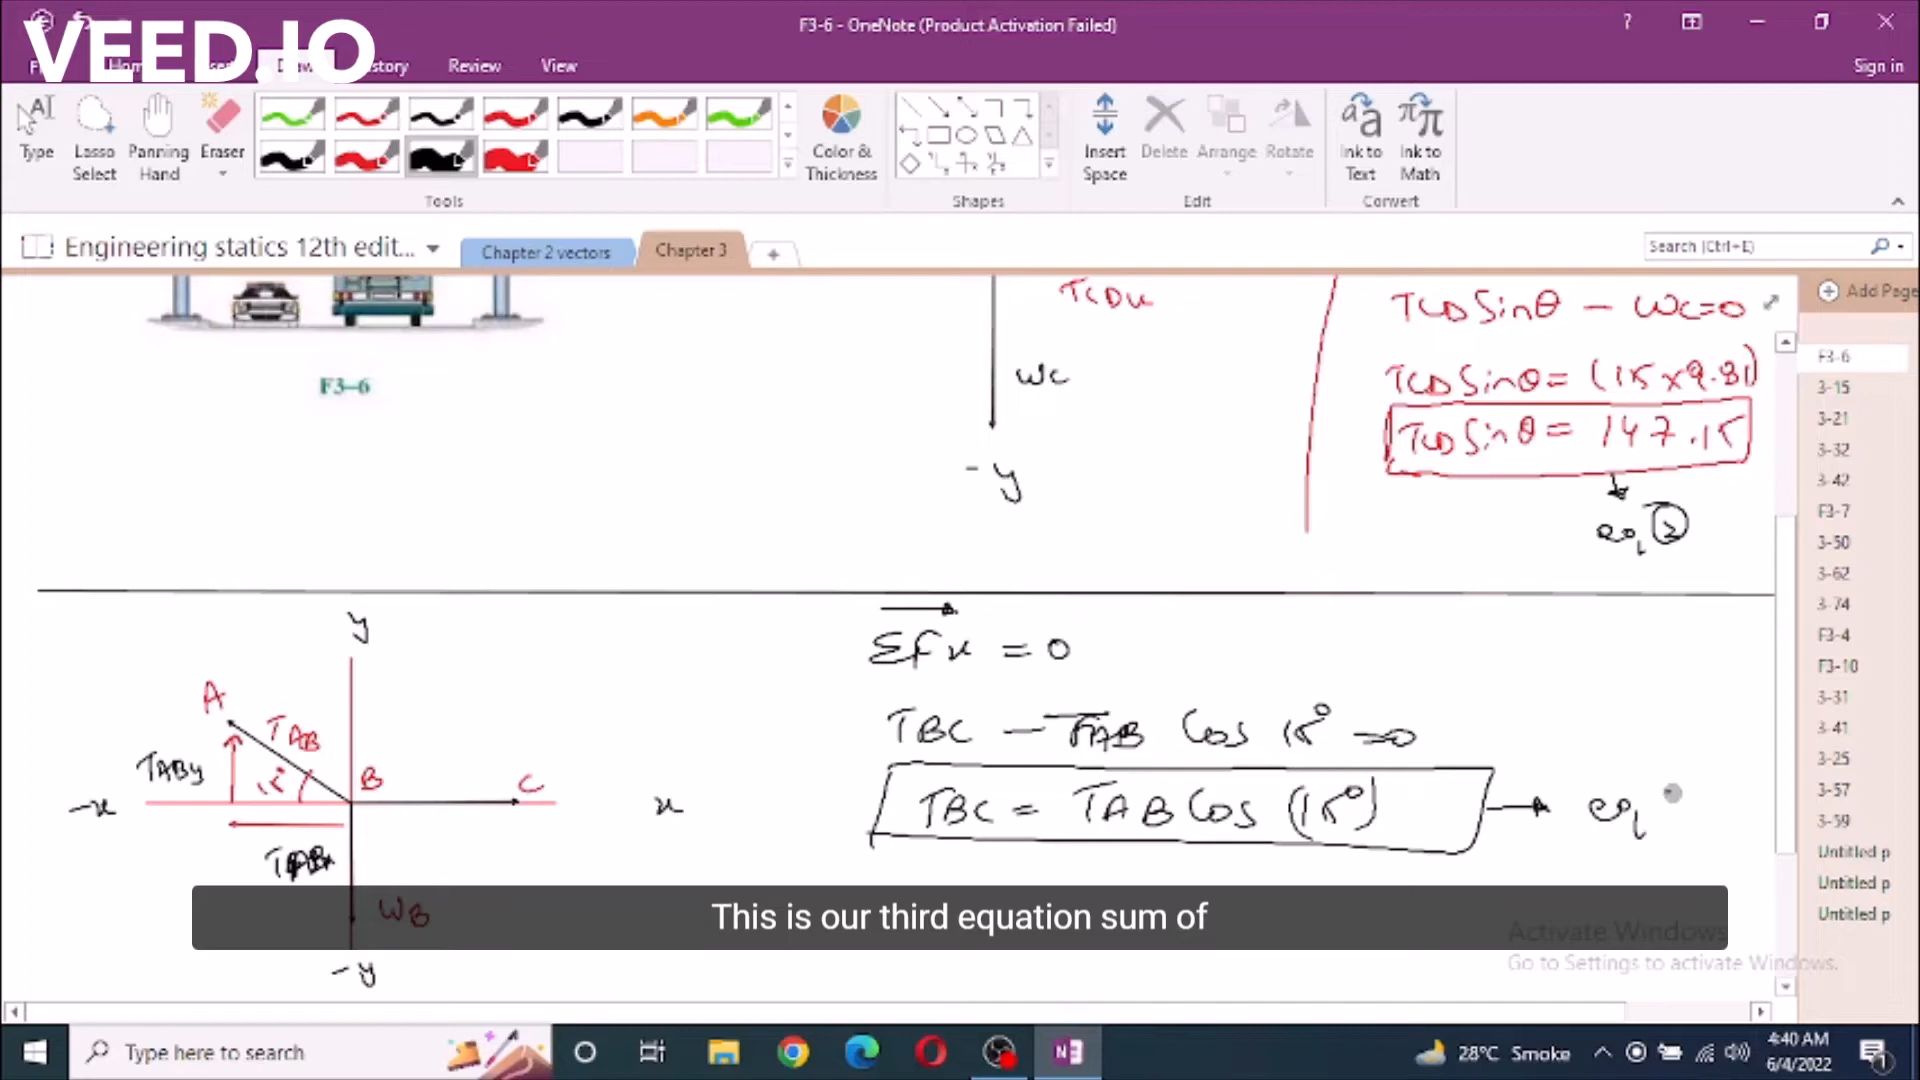 VEED.IO
F3-6 - OneNote (Product Activation Failed)
Review
View
Sign in
Type
Lasso Select
Panning Hand
Eraser
Color & Thickness
Insert Space
Delete
Arrange
Rotate
Ink to Text
Ink to Math
Tools
Shapes
Edit
Convert
Engineering statics 12th edit...
Chapter 2 vectors
Chapter 3
Search (Ctrl+E)
Add Page
F3-6
3-15
3-21
3-32
3-42
F3-7
3-50
3-62
3-74
F3-4
F3-10
3-31
3-41
3-25
3-57
3-59
Untitled p
Untitled p
Untitled p
F3–6
TCDx
WC
-y
TCD Sinθ - WC=0
TCD Sinθ = (15x9.81)
TCD Sinθ = 147.15
eq 2
y
A
TAB
TABy
15°
B
C
-x
x
TABx
WB
-y
ΣFx = 0
TBC - TAB Cos 15° =0
TBC = TAB Cos (15°)
eq
This is our third equation sum of
Activate Windows
Go to Settings to activate Windows.
Type here to search
28°C Smoke
4:40 AM
6/4/2022